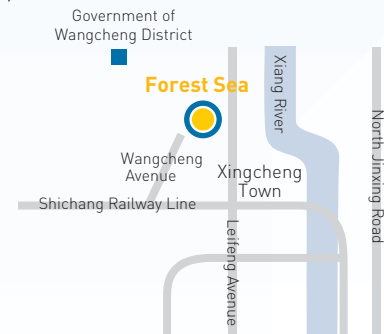 Government of
Wangcheng District
Forest Sea
Xiang River
North Jinxing Road
Wangcheng
Avenue
Xingcheng
Town
Shichang Railway Line
Leifeng Avenue